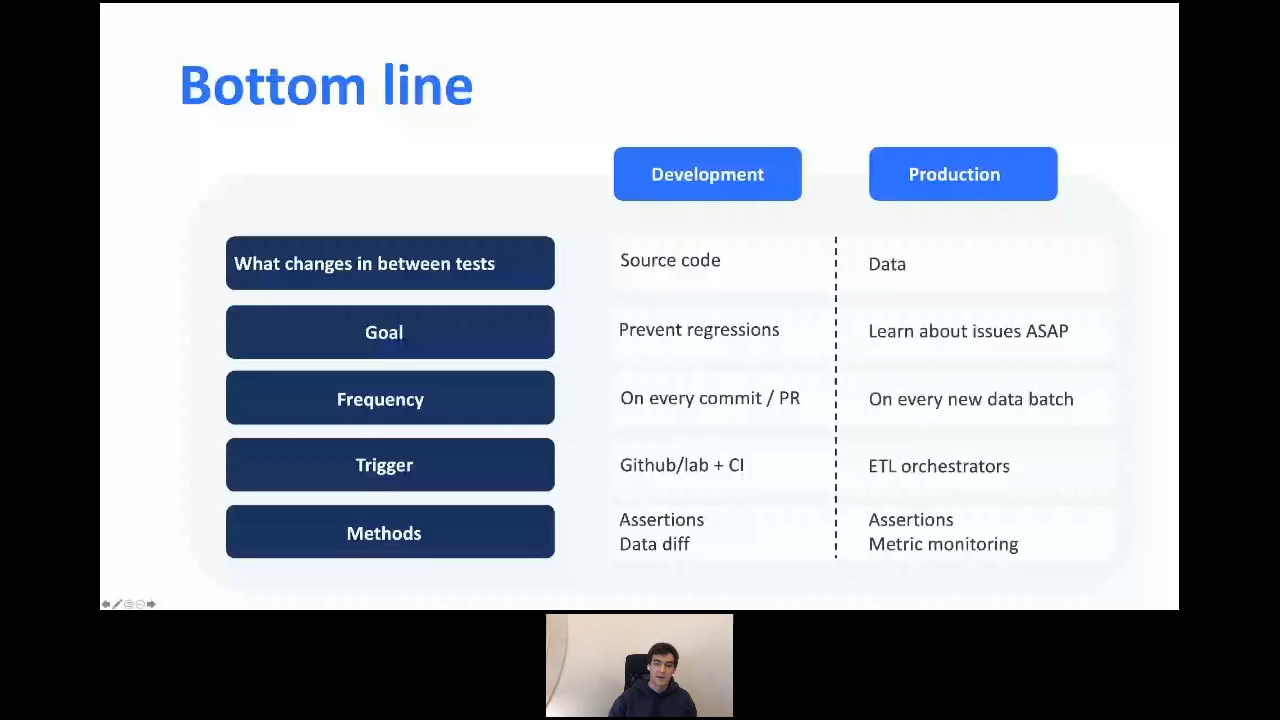 Bottom line
Development
Production
What changes in between tests
Source code
Data
Goal
Prevent regressions
Learn about issues ASAP
Frequency
On every commit / PR
On every new data batch
Trigger
Github/lab + CI
ETL orchestrators
Methods
Assertions
Data diff
Assertions
Metric monitoring